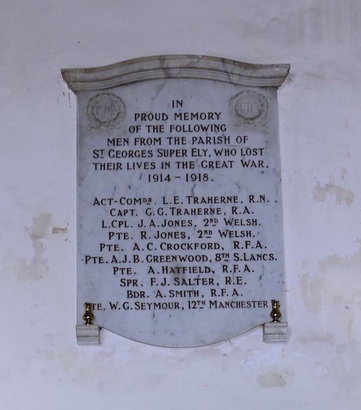 IN
PROUD MEMORY
OF THE FOLLOWING
MEN FROM THE PARISH OF
ST GEORGES SUPER ELY, WHO LOST
THEIR LIVES IN THE GREAT WAR.
1914 – 1918.
ACT-COMDR. L.E. TRAHERNE, R.N.
CAPT. G.G. TRAHERNE, R.A.
L.CPL. J.A. JONES, 2ND WELSH.
PTE. R. JONES, 2ND WELSH.
PTE. A.C. CROCKFORD, R.F.A.
PTE. A.J.B. GREENWOOD, 8TH S. LANCS.
PTE. A. HATFIELD, R.F.A.
SPR. F.J. SALTER, R.E.
BDR. A. SMITH, R.F.A.
PTE. W.G. SEYMOUR, 12TH MANCHESTER